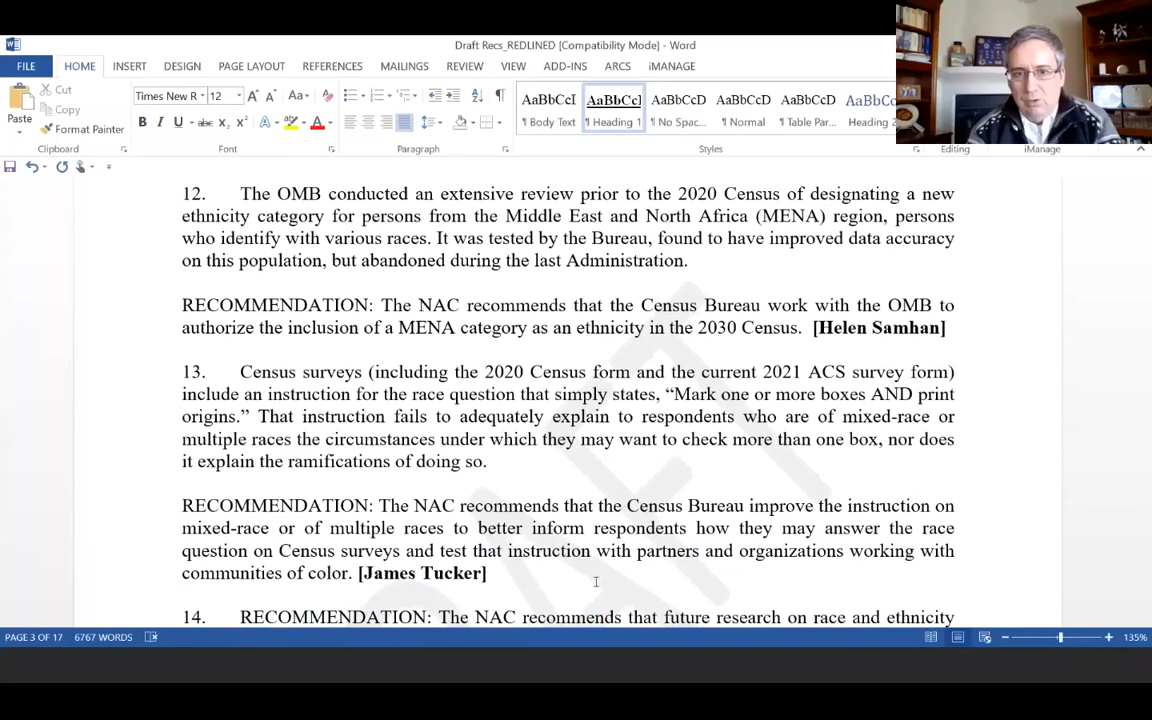 Draft Recs_REDLINED [Compatibility Mode] - Word
FILE HOME INSERT DESIGN PAGE LAYOUT REFERENCES MAILINGS REVIEW VIEW ADD-INS ARCS iMANAGE
Cut
Copy
Format Painter
Paste
Clipboard
Times New R 12
Aa
B I U abc X₂ X²
Font
Paragraph
AaBbCcI AaBbCcI AaBbCcD AaBbCcD AaBbCcD AaBbCc
¶ Body Text ¶ Heading 1 ¶ No Spac... ¶ Normal ¶ Table Par... Heading 2
Styles
Editing
iManage
12. The OMB conducted an extensive review prior to the 2020 Census of designating a new
ethnicity category for persons from the Middle East and North Africa (MENA) region, persons
who identify with various races. It was tested by the Bureau, found to have improved data accuracy
on this population, but abandoned during the last Administration.
RECOMMENDATION: The NAC recommends that the Census Bureau work with the OMB to
authorize the inclusion of a MENA category as an ethnicity in the 2030 Census. [Helen Samhan]
13. Census surveys (including the 2020 Census form and the current 2021 ACS survey form)
include an instruction for the race question that simply states, “Mark one or more boxes AND print
origins.” That instruction fails to adequately explain to respondents who are of mixed-race or
multiple races the circumstances under which they may want to check more than one box, nor does
it explain the ramifications of doing so.
RECOMMENDATION: The NAC recommends that the Census Bureau improve the instruction on
mixed-race or of multiple races to better inform respondents how they may answer the race
question on Census surveys and test that instruction with partners and organizations working with
communities of color. [James Tucker]
14. RECOMMENDATION: The NAC recommends that future research on race and ethnicity
PAGE 3 OF 17 6767 WORDS 135%